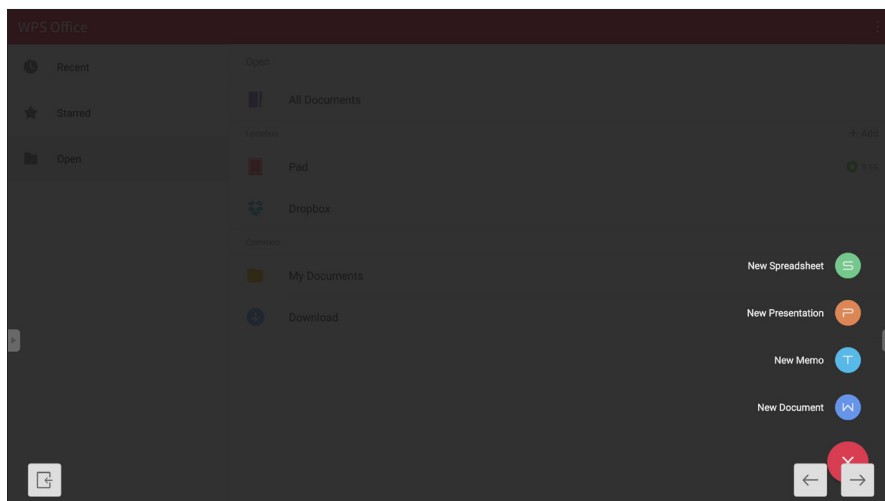 WPS Office
Recent
Starred
Open
Open
All Documents
Location
+ Add
Pad
Dropbox
Common
My Documents
Download
New Spreadsheet
New Presentation
New Memo
New Document